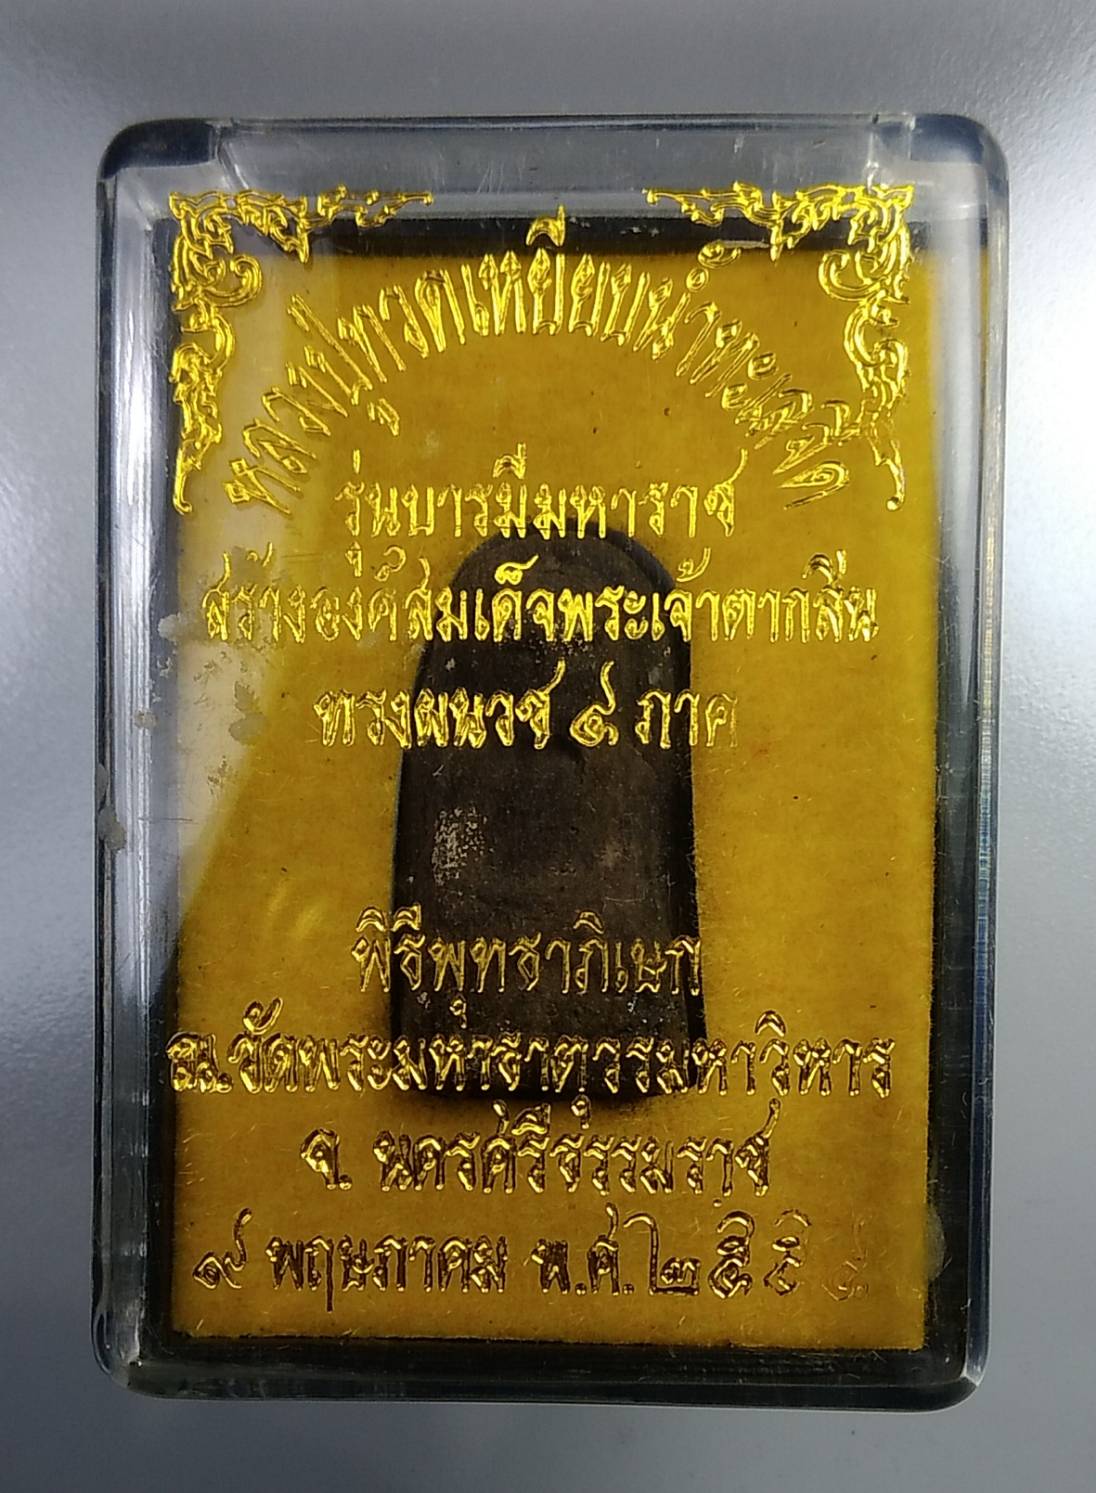 หลวงปู่ทวดเหยียบน้ำทะเลจืด
รุ่นบารมีมหาราช
สร้างองค์สมเด็จพระเจ้าตากสิน
ทรงผนวช ๔ ภาค
พิธีพุทธาภิเษก
ณ.วัดพระมหาธาตุวรมหาวิหาร
จ. นครศรีธรรมราช
๙ พฤษภาคม พ.ศ.